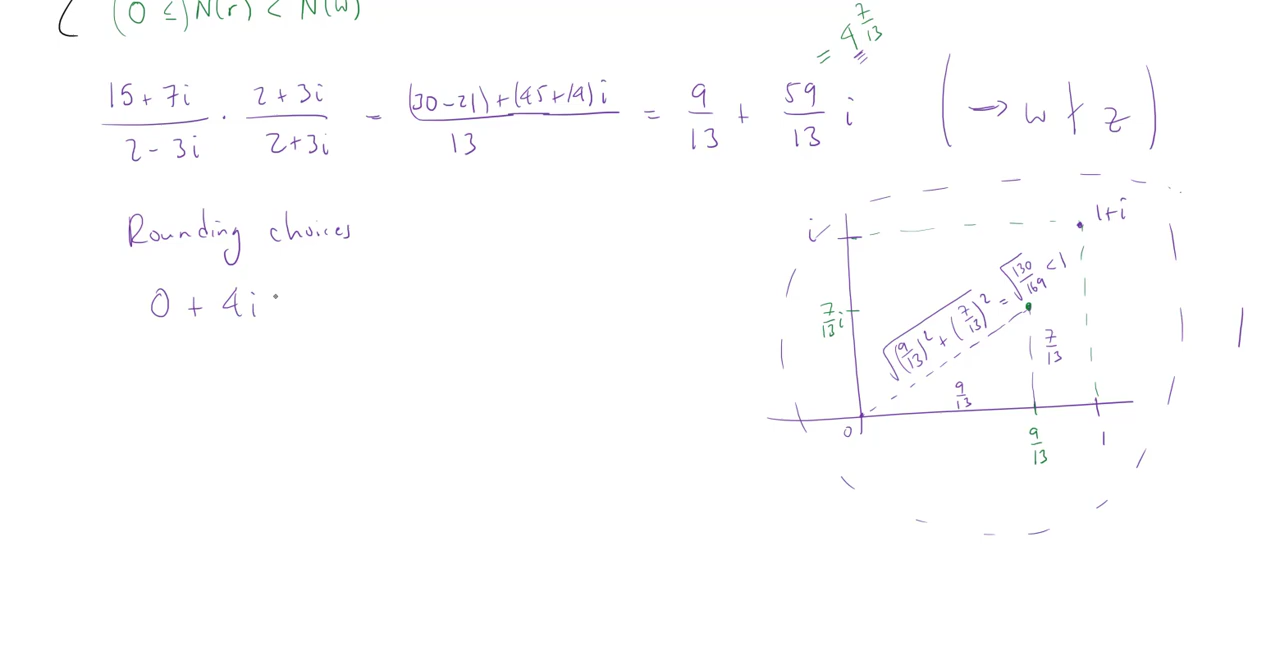 (0 ≤) N(r) < N(w)
= 4 7/13
(15 + 7i)/(2 - 3i) · (2 + 3i)/(2 + 3i) = ((30 - 21) + (45 + 14)i)/13 = 9/13 + 59/13 i (→ w ∤ z)
Rounding choices
0 + 4i
i
1+i
√((9/13)² + (7/13)²) = √(130/169) < 1
7/13 i
7/13
9/13
0
9/13
1